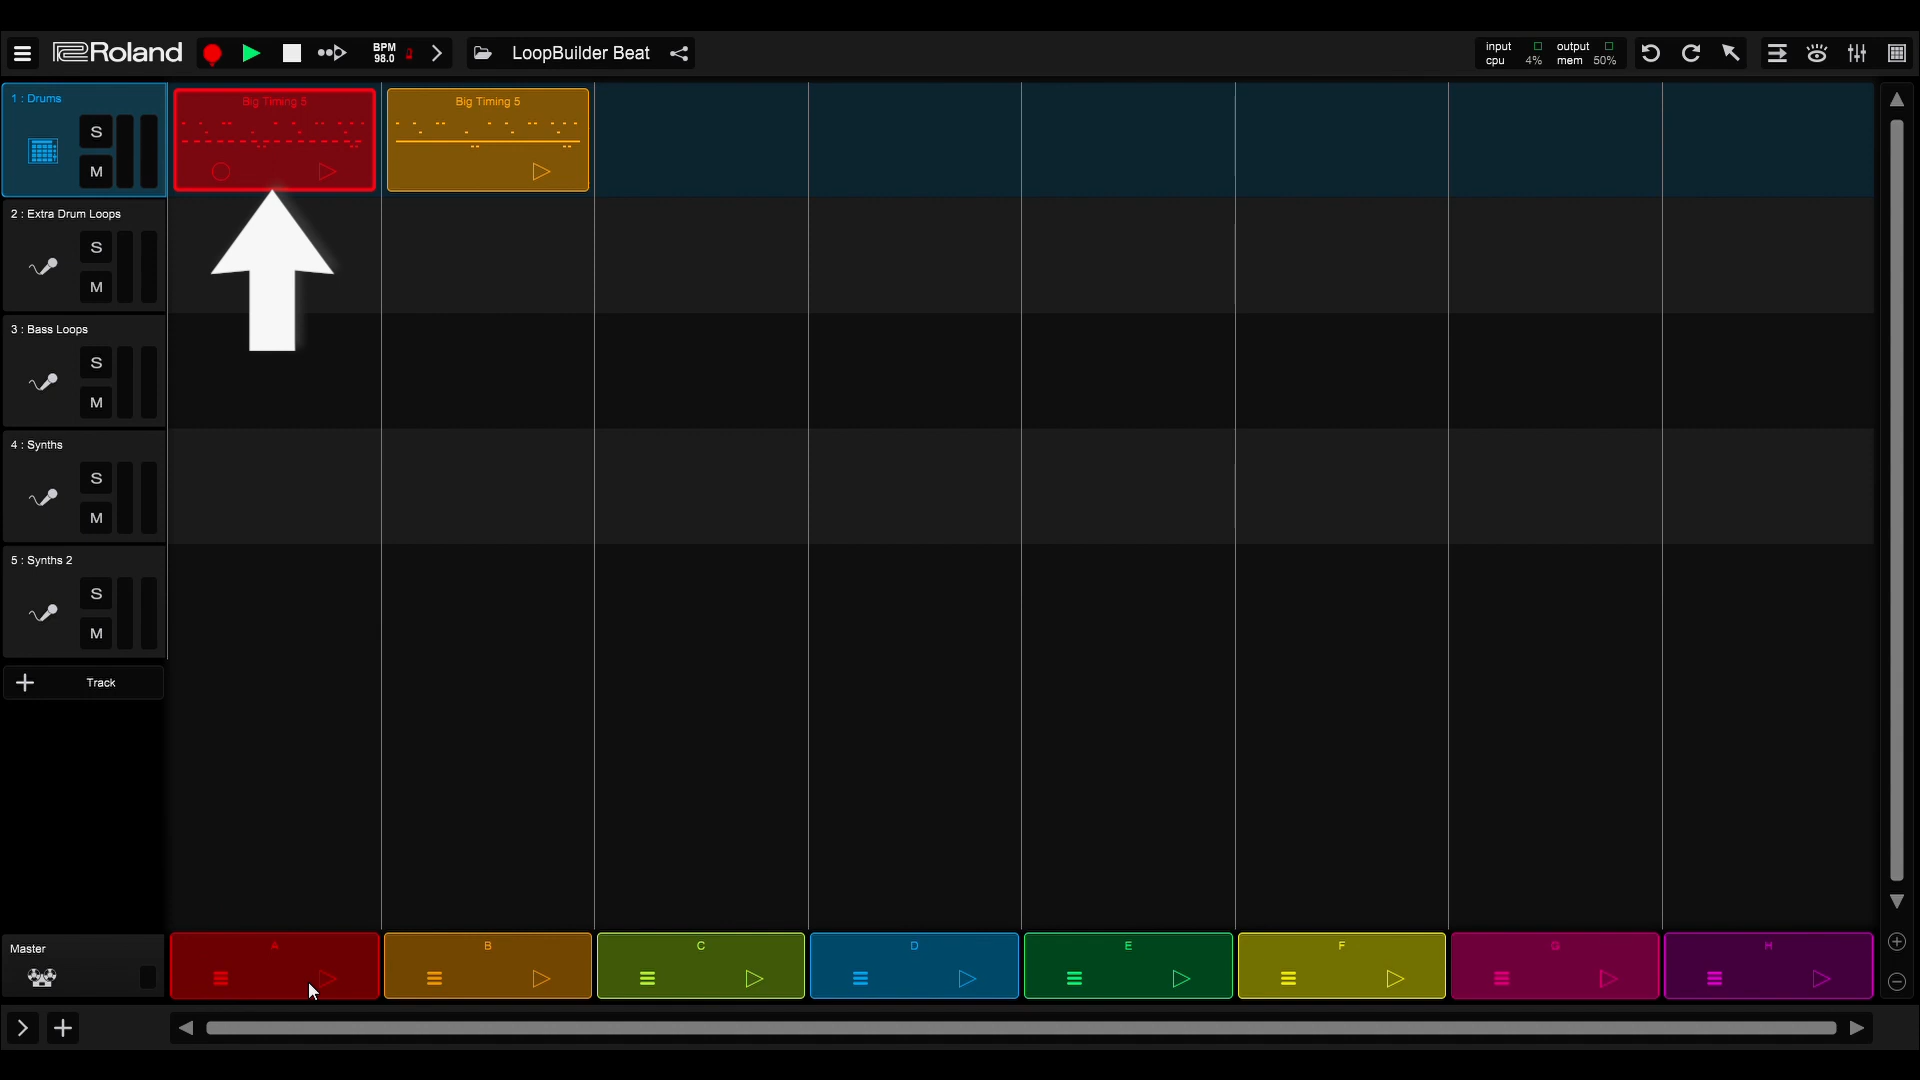 Roland
BPM
98.0
LoopBuilder Beat
input
cpu 4%
output
mem 50%
1 : Drums
S
M
Big Timing 5
Big Timing 5
2 : Extra Drum Loops
S
M
3 : Bass Loops
S
M
4 : Synths
S
M
5 : Synths 2
S
M
Track
Master
A
B
C
D
E
F
G
H